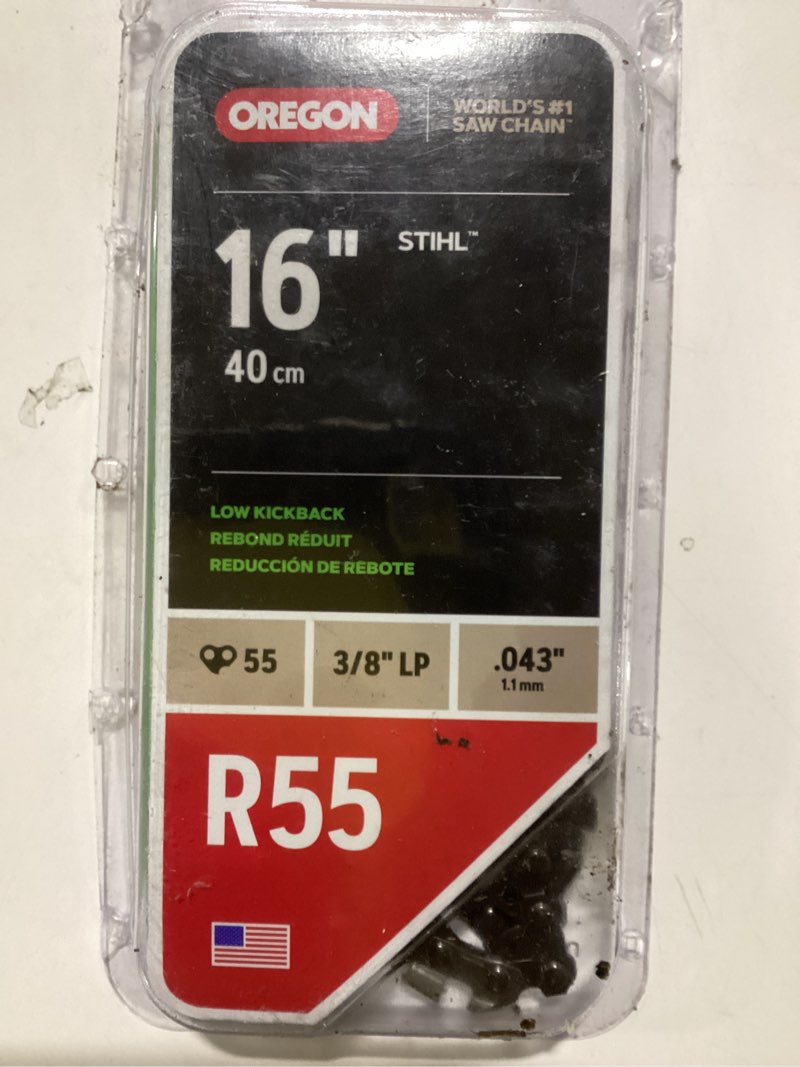 OREGON
WORLD'S #1
SAW CHAIN™
16" STIHL™
40 cm
LOW KICKBACK
REBOND RÉDUIT
REDUCCIÓN DE REBOTE
55 3/8" LP .043"
1.1 mm
R55